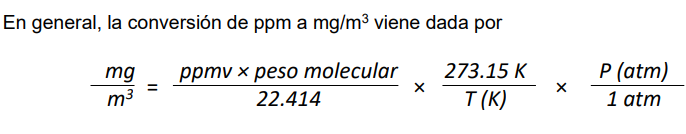 En general, la conversión de ppm a mg/m³ viene dada por
mg/m³ = (ppmv × peso molecular)/22.414 × 273.15 K/T (K) × P (atm)/1 atm